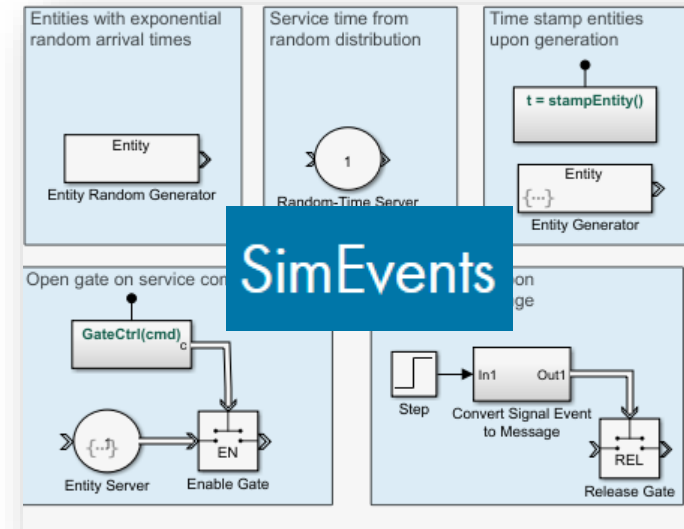 Entities with exponential
random arrival times
Entity
Entity Random Generator
Service time from
random distribution
1
Random-Time Server
Time stamp entities
upon generation
t = stampEntity()
Entity
{...}
Entity Generator
SimEvents
Open gate on service
GateCtrl(cmd)
c
{...}
Entity Server
EN
Enable Gate
Step
In1 Out1
Convert Signal Event
to Message
REL
Release Gate